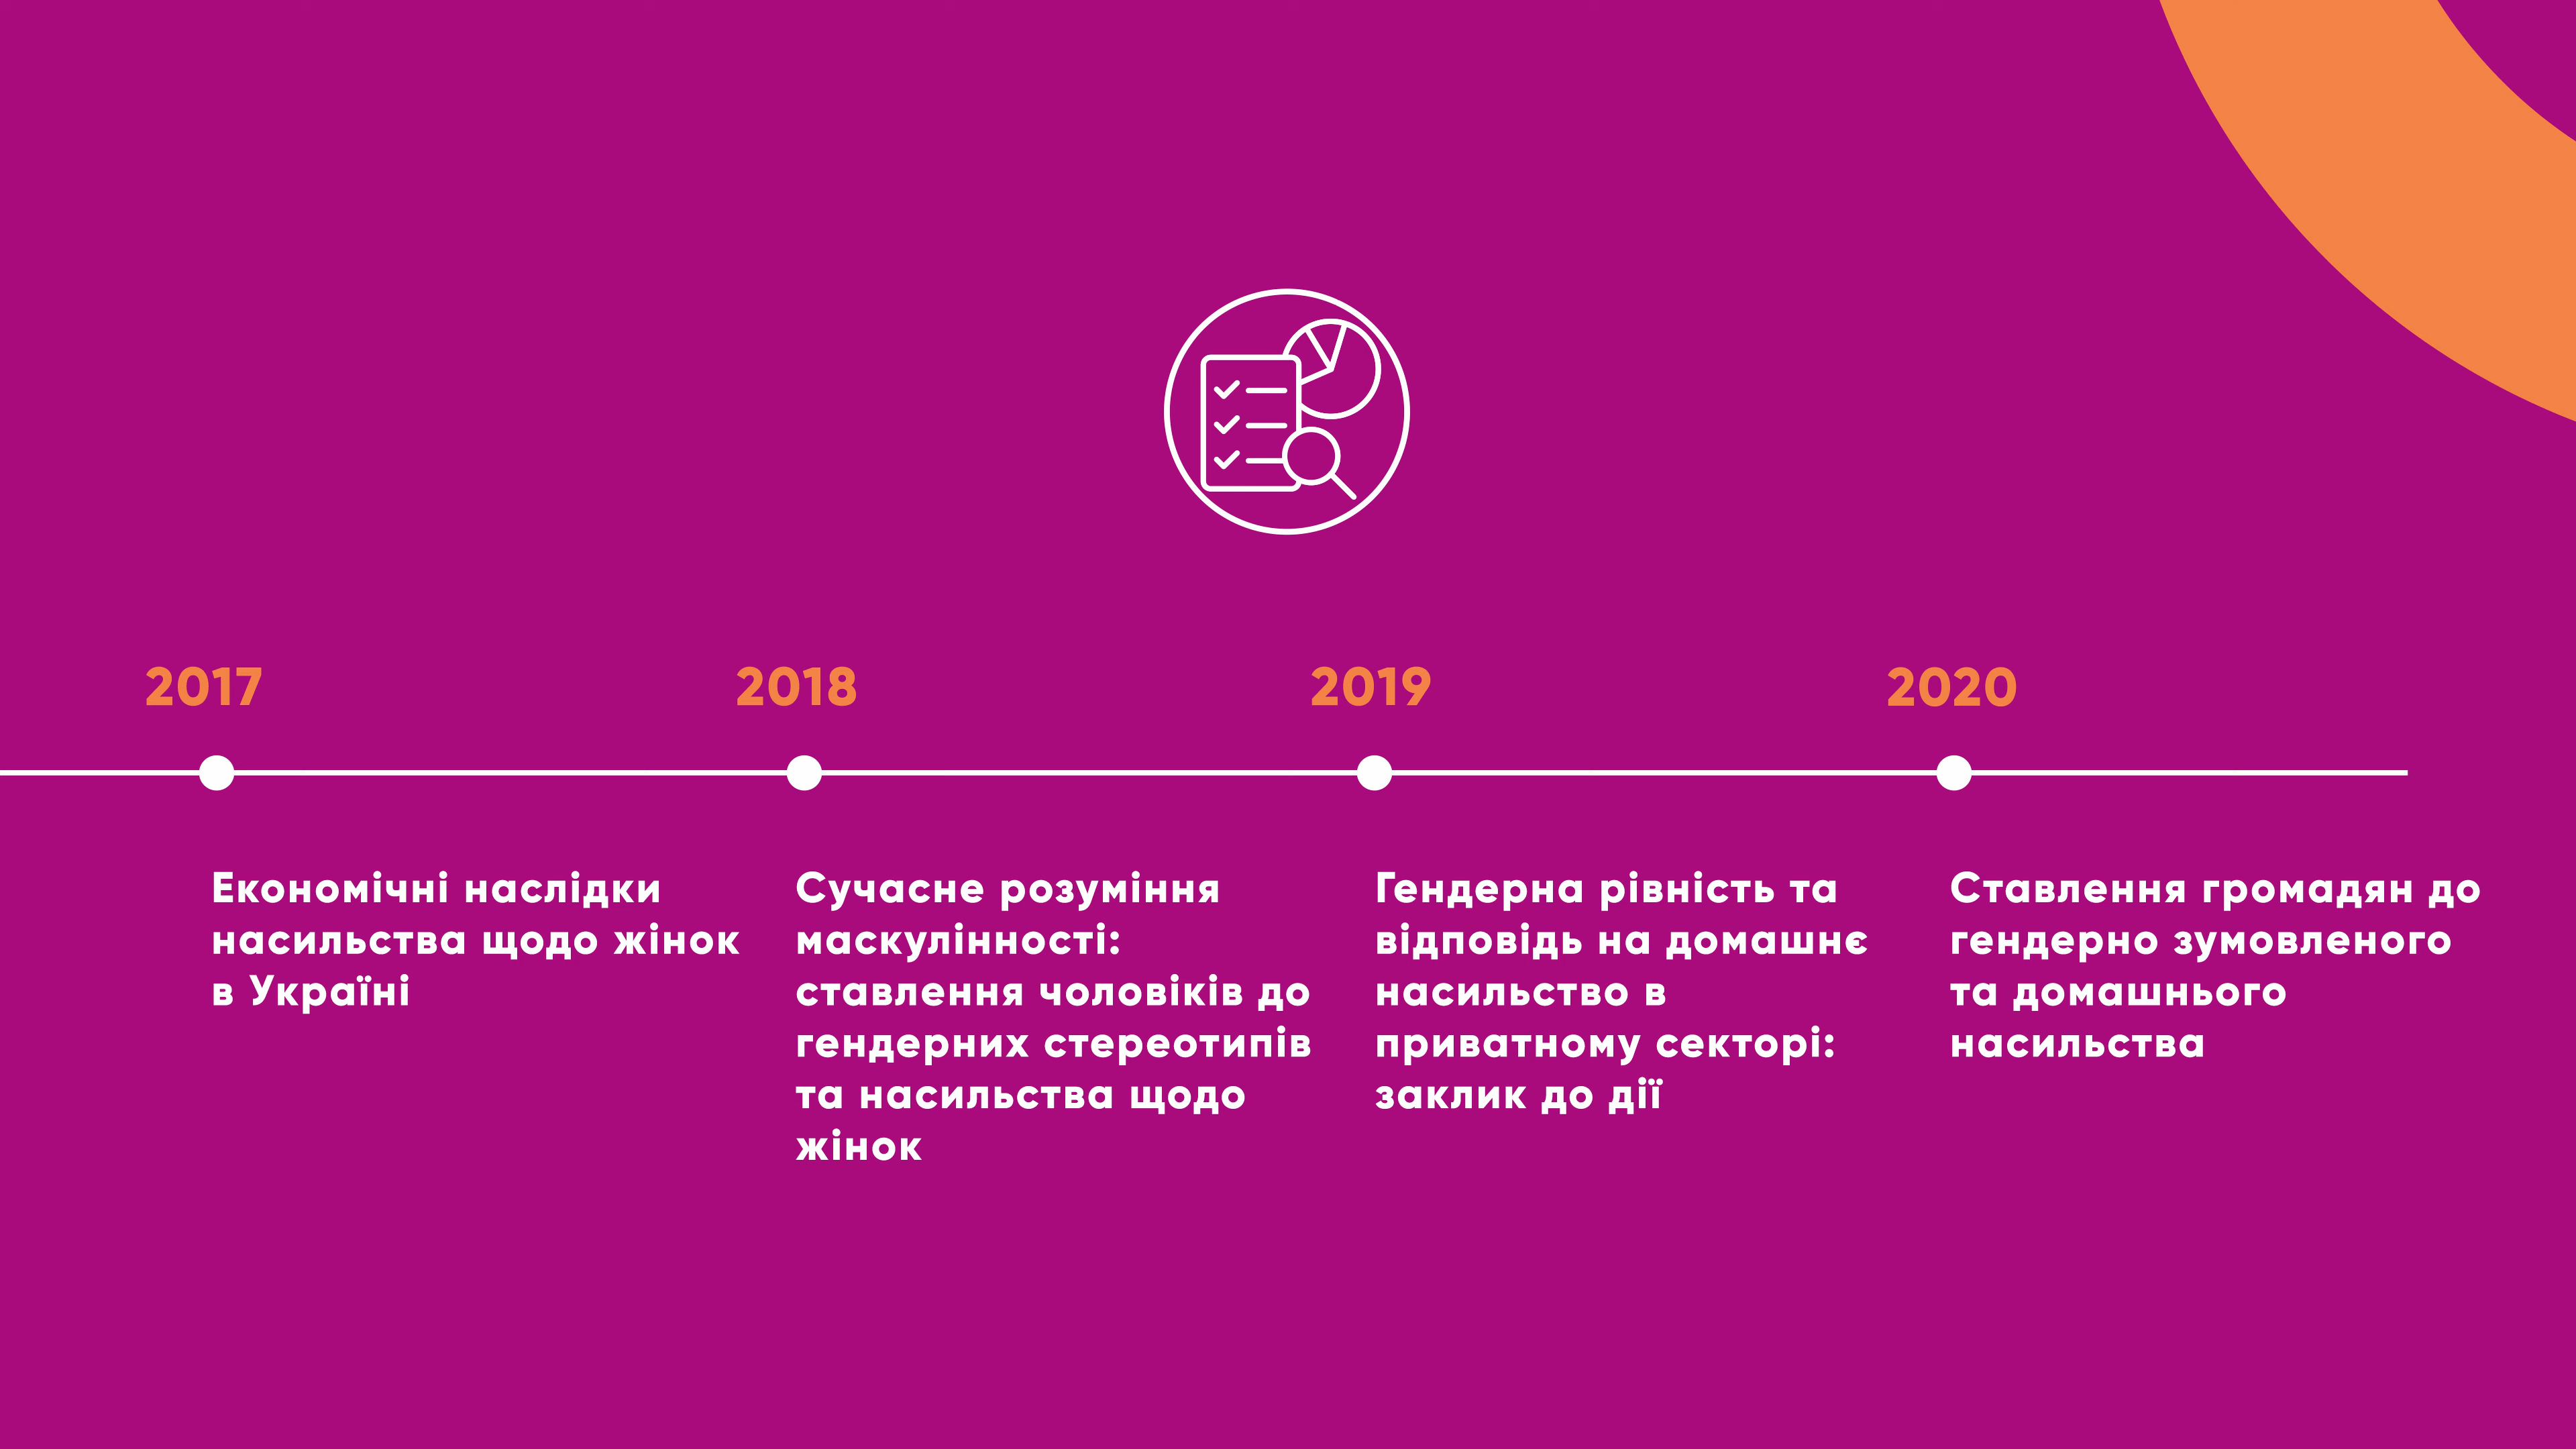 2017
Економічні наслідки
насильства щодо жінок
в Україні
2018
Сучасне розуміння
маскулінності:
ставлення чоловіків до
гендерних стереотипів
та насильства щодо
жінок
2019
Гендерна рівність та
відповідь на домашнє
насильство в
приватному секторі:
заклик до дії
2020
Ставлення громадян до
гендерно зумовленого
та домашнього
насильства